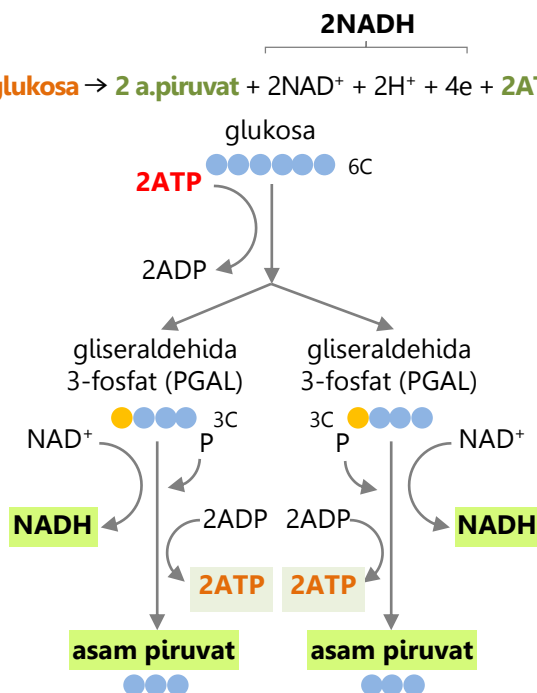 2NADH
glukosa → 2 a.piruvat + 2NAD⁺ + 2H⁺ + 4e + 2AT
glukosa
6C
2ATP
2ADP
gliseraldehida
3-fosfat (PGAL)
gliseraldehida
3-fosfat (PGAL)
3C
3C
NAD⁺
P
P
NAD⁺
NADH
2ADP
2ADP
NADH
2ATP
2ATP
asam piruvat
asam piruvat